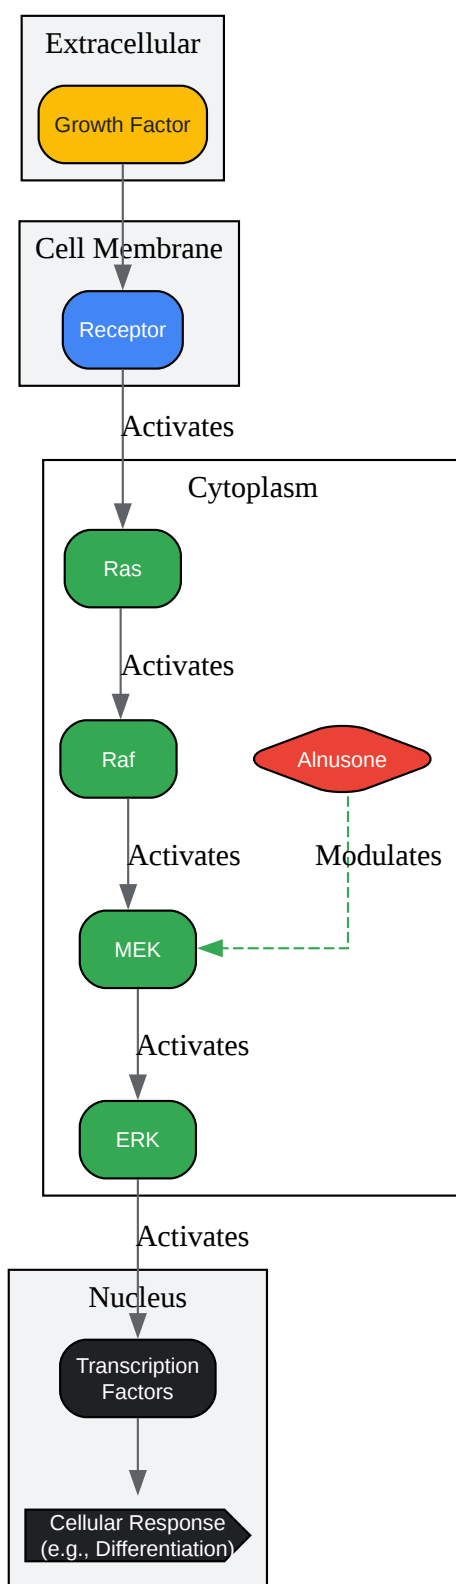 Extracellular
Growth Factor
Cell Membrane
Receptor
Activates
Cytoplasm
Ras
Activates
Raf
Alnusone
Activates
Modulates
MEK
Activates
ERK
Activates
Nucleus
Transcription
Factors
Cellular Response
(e.g., Differentiation)